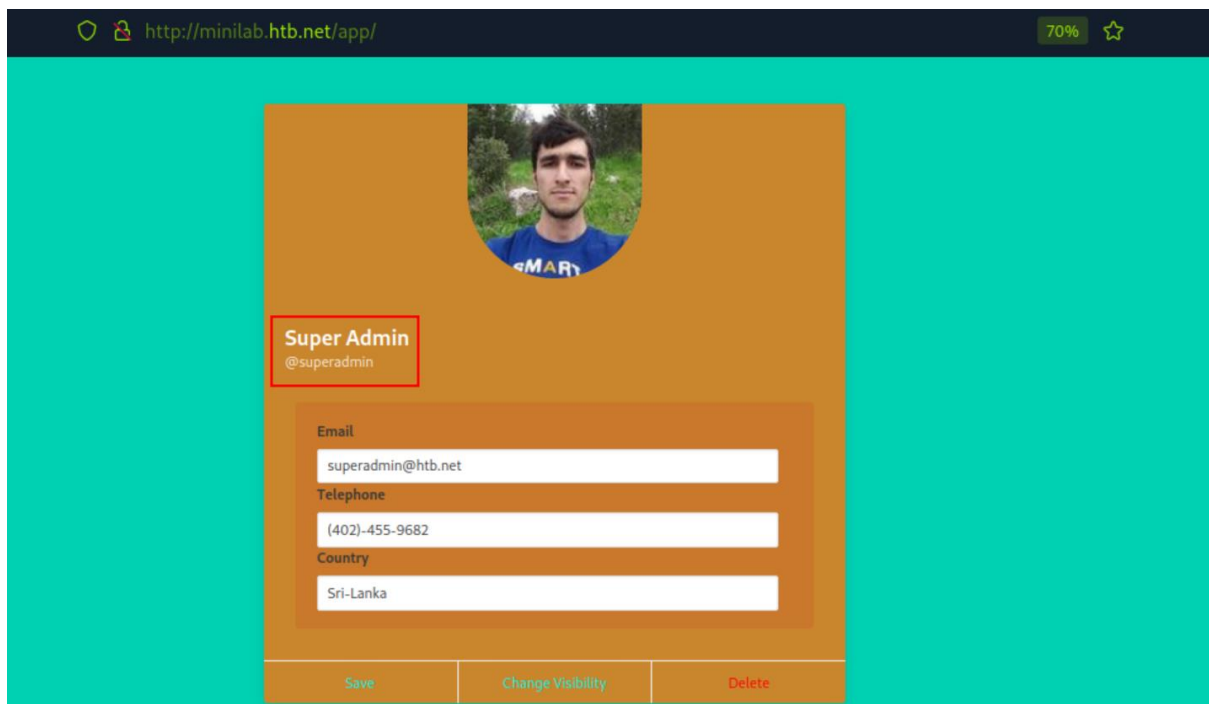 http://minilab.htb.net/app/ 70%
SMART
Super Admin
@superadmin
Email
superadmin@htb.net
Telephone
(402)-455-9682
Country
Sri-Lanka
Save Change Visibility Delete